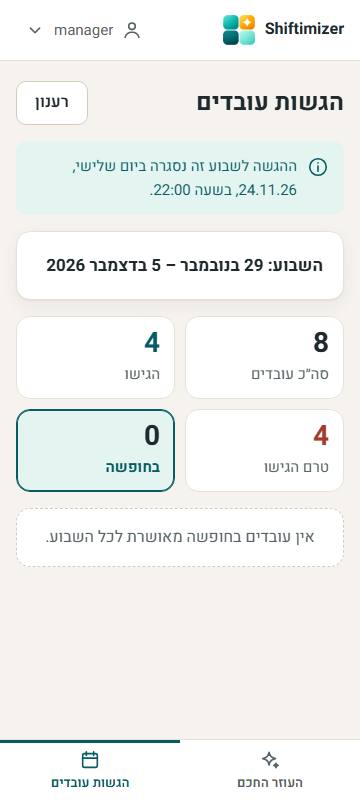 Shiftimizer
manager
הגשות עובדים
רענון
ההגשה לשבוע זה נסגרה ביום שלישי,
24.11.26, בשעה 22:00.
השבוע: 29 בנובמבר – 5 בדצמבר 2026
8
סה״כ עובדים
4
הגישו
4
טרם הגישו
0
בחופשה
אין עובדים בחופשה מאושרת לכל השבוע.
העוזר החכם
הגשות עובדים